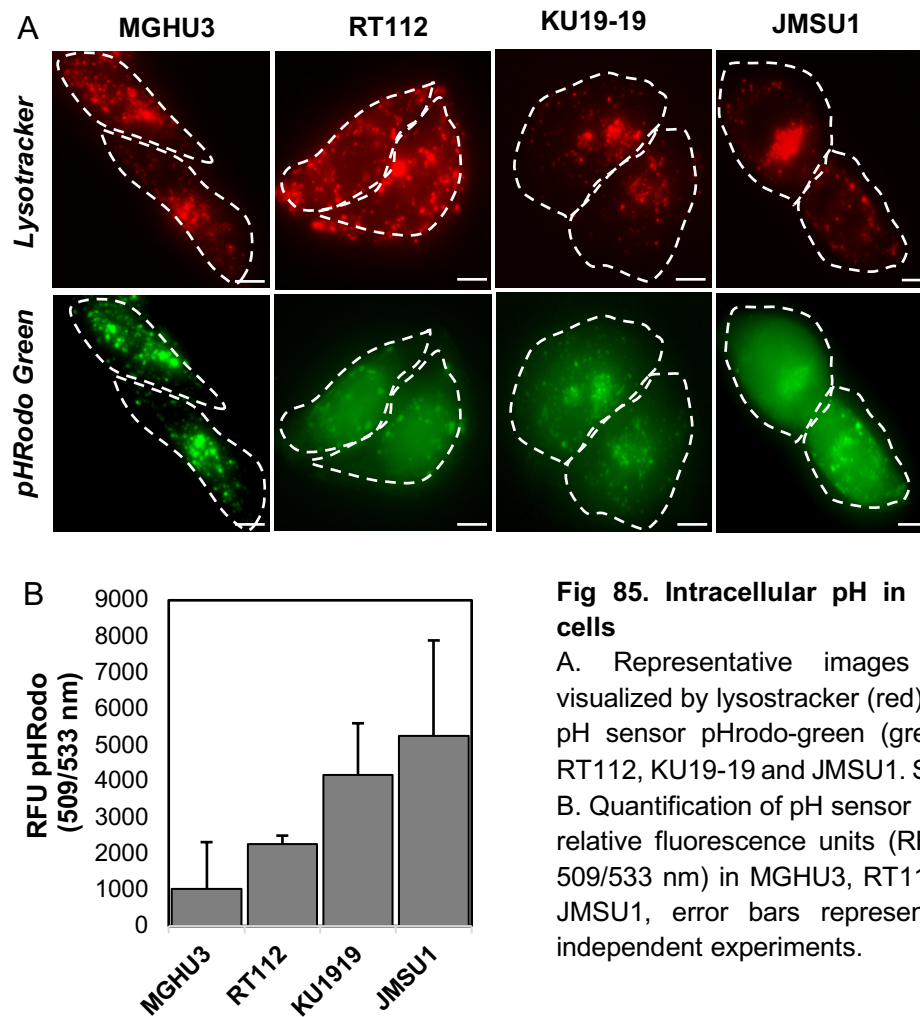 A
MGHU3 RT112 KU19-19 JMSU1
Lysotracker
pHRodo Green
B
RFU pHRodo
(509/533 nm)
9000
8000
7000
6000
5000
4000
3000
2000
1000
0
MGHU3 RT112 KU1919 JMSU1
Fig 85. Intracellular pH in
cells
A. Representative images
visualized by lysostracker (red)
pH sensor pHrodo-green (gre
RT112, KU19-19 and JMSU1. S
B. Quantification of pH sensor
relative fluorescence units (RI
509/533 nm) in MGHU3, RT11
JMSU1, error bars represen
independent experiments.